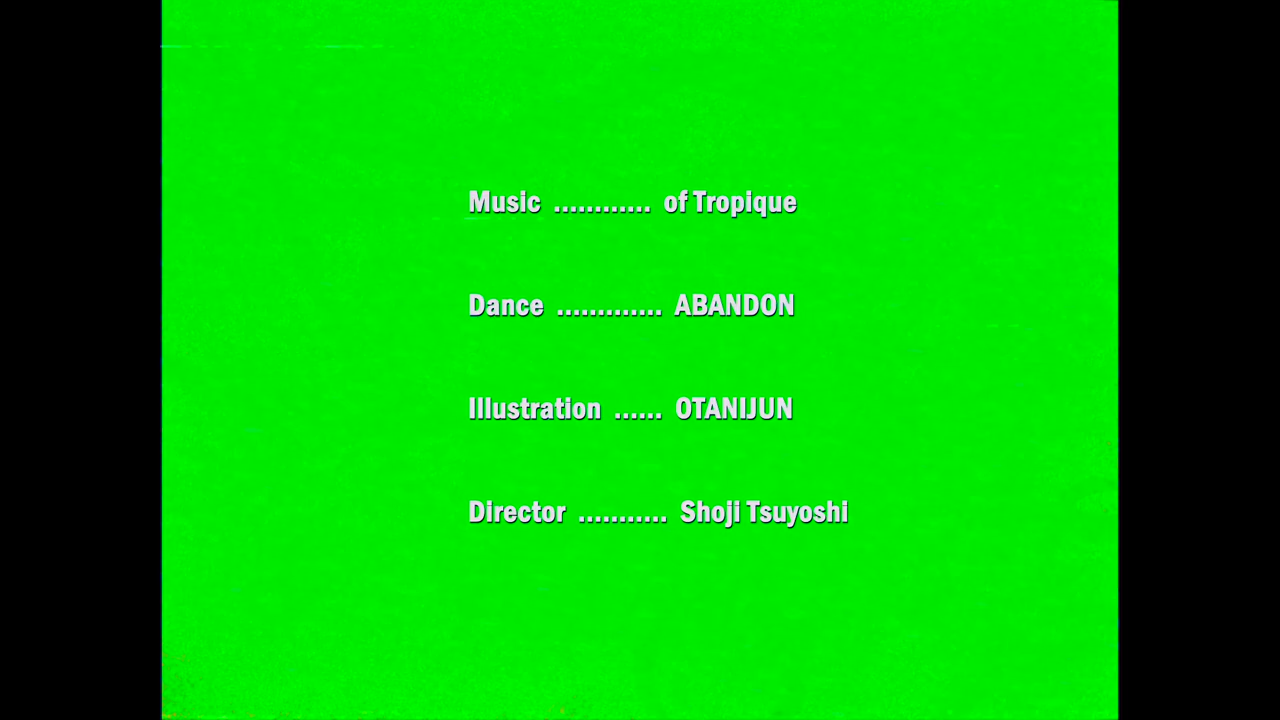 Music ............ of Tropique
Dance ............. ABANDON
Illustration ...... OTANIJUN
Director ........... Shoji Tsuyoshi